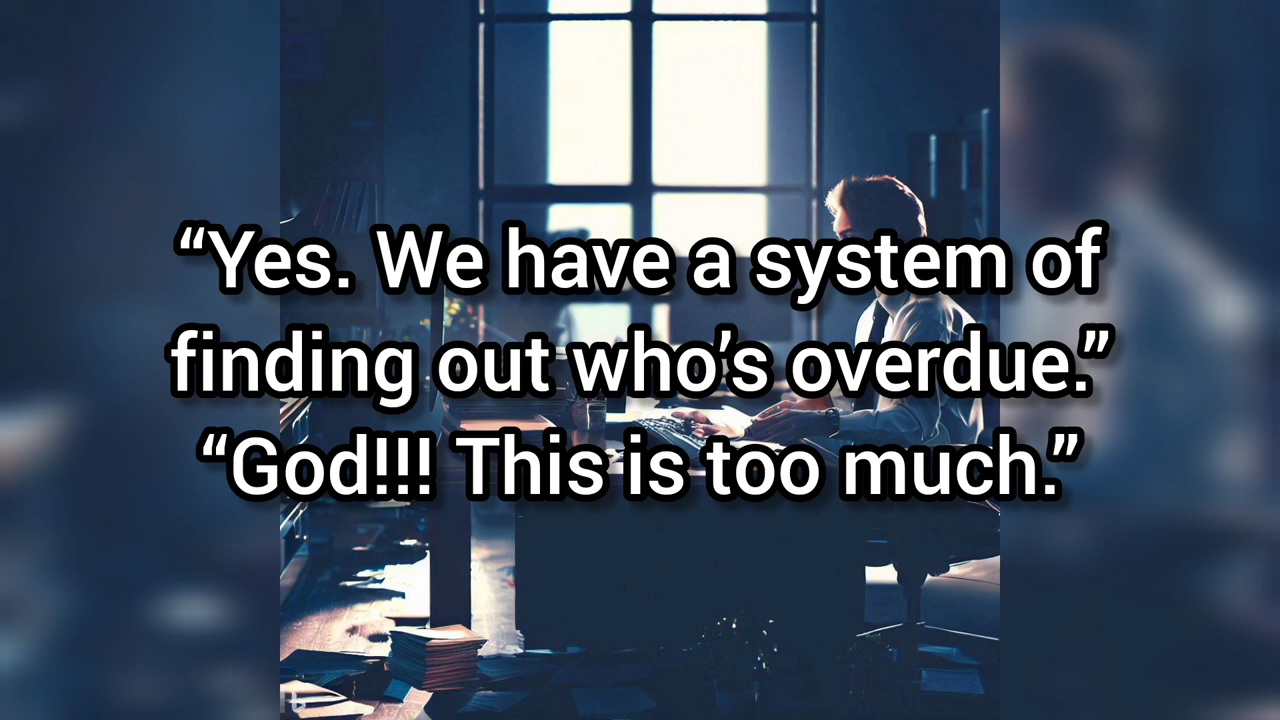 “Yes. We have a system of
finding out who’s overdue.”
“God!!! This is too much.”